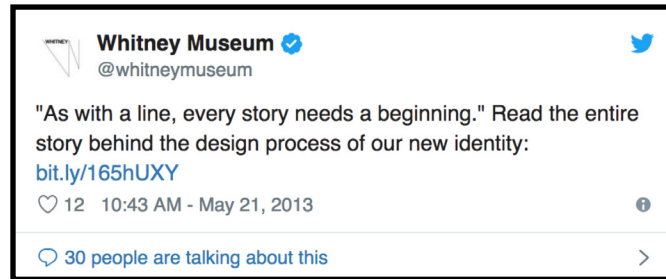 WHITNEY
Whitney Museum
@whitneymuseum
"As with a line, every story needs a beginning." Read the entire
story behind the design process of our new identity:
bit.ly/165hUXY
12 10:43 AM - May 21, 2013
30 people are talking about this